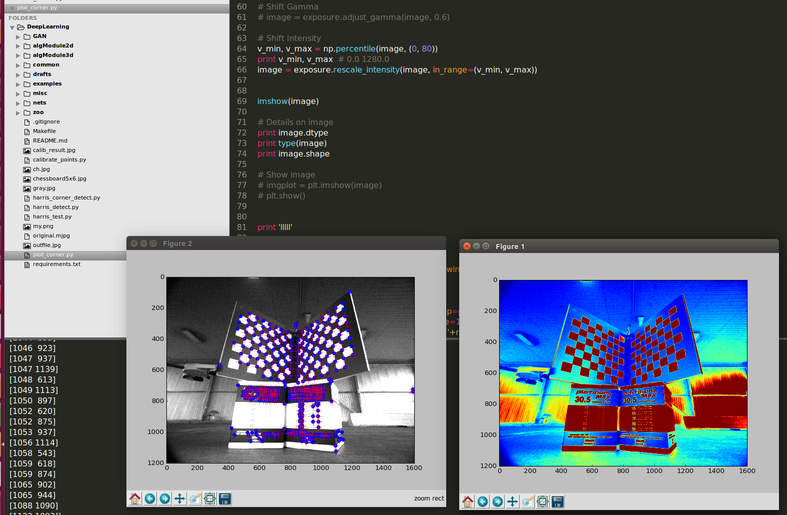 plot_corner.py
FOLDERS
DeepLearning
GAN
algModule2d
algModule3d
common
drafts
examples
misc
nets
zoo
.gitignore
Makefile
README.md
calib_result.jpg
calibrate_points.py
ch.jpg
chessboard5x6.jpg
gray.jpg
harris_corner_detect.py
harris_detect.py
harris_test.py
my.png
original.mjpg
outfile.jpg
plot_corner.py
requirements.txt
60 # Shift Gamma
61 # image = exposure.adjust_gamma(image, 0.6)
62
63 # Shift Intensity
64 v_min, v_max = np.percentile(image, (0, 80))
65 print v_min, v_max # 0.0 1280.0
66 image = exposure.rescale_intensity(image, in_range=(v_min, v_max))
67
68
69 imshow(image)
70
71 # Details on image
72 print image.dtype
73 print type(image)
74 print image.shape
75
76 # Show image
77 # imgplot = plt.imshow(image)
78 # plt.show()
79
80
81 print 'lllll'
[1046 923]
[1047 937]
[1047 1139]
[1048 613]
[1049 1113]
[1050 897]
[1052 620]
[1052 875]
[1053 937]
[1056 1114]
[1058 543]
[1059 618]
[1059 874]
[1065 902]
[1065 944]
[1088 1090]
Figure 2
0
200
400
600
800
1000
1200
0 200 400 600 800 1000 1200 1400 1600
zoom rect
Figure 1
0
200
400
600
800
1000
1200
0 200 400 600 800 1000 1200 1400 1600
30.5